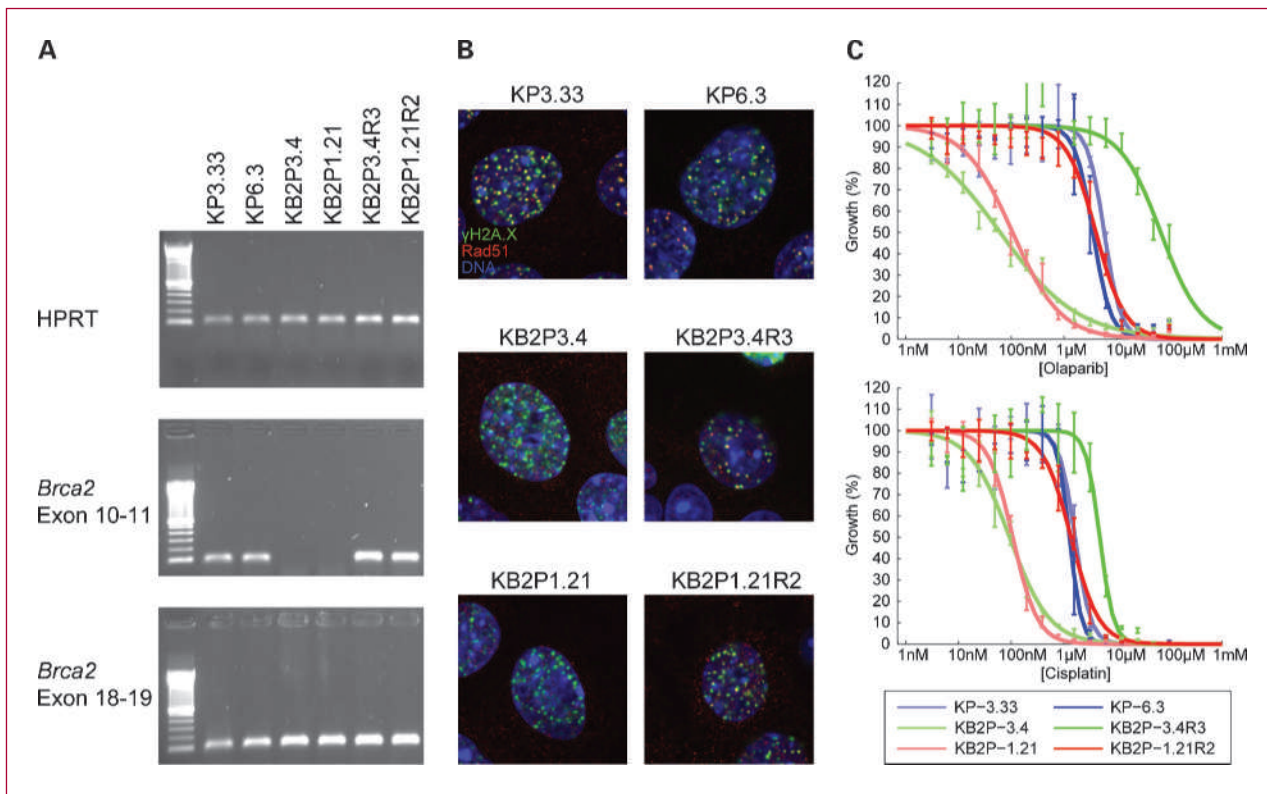 A
KP3.33
KP6.3
KB2P3.4
KB2P1.21
KB2P3.4R3
KB2P1.21R2
HPRT
Brca2
Exon 10-11
Brca2
Exon 18-19
B
KP3.33
KP6.3
γH2A.X
Rad51
DNA
KB2P3.4
KB2P3.4R3
KB2P1.21
KB2P1.21R2
C
120
110
100
90
80
70
60
50
40
30
20
10
0
Growth (%)
1nM 10nM 100nM 1µM 10µM 100µM 1mM
[Olaparib]
120
110
100
90
80
70
60
50
40
30
20
10
0
Growth (%)
1nM 10nM 100nM 1µM 10µM 100µM 1mM
[Cisplatin]
KP-3.33 KP-6.3
KB2P-3.4 KB2P-3.4R3
KB2P-1.21 KB2P-1.21R2